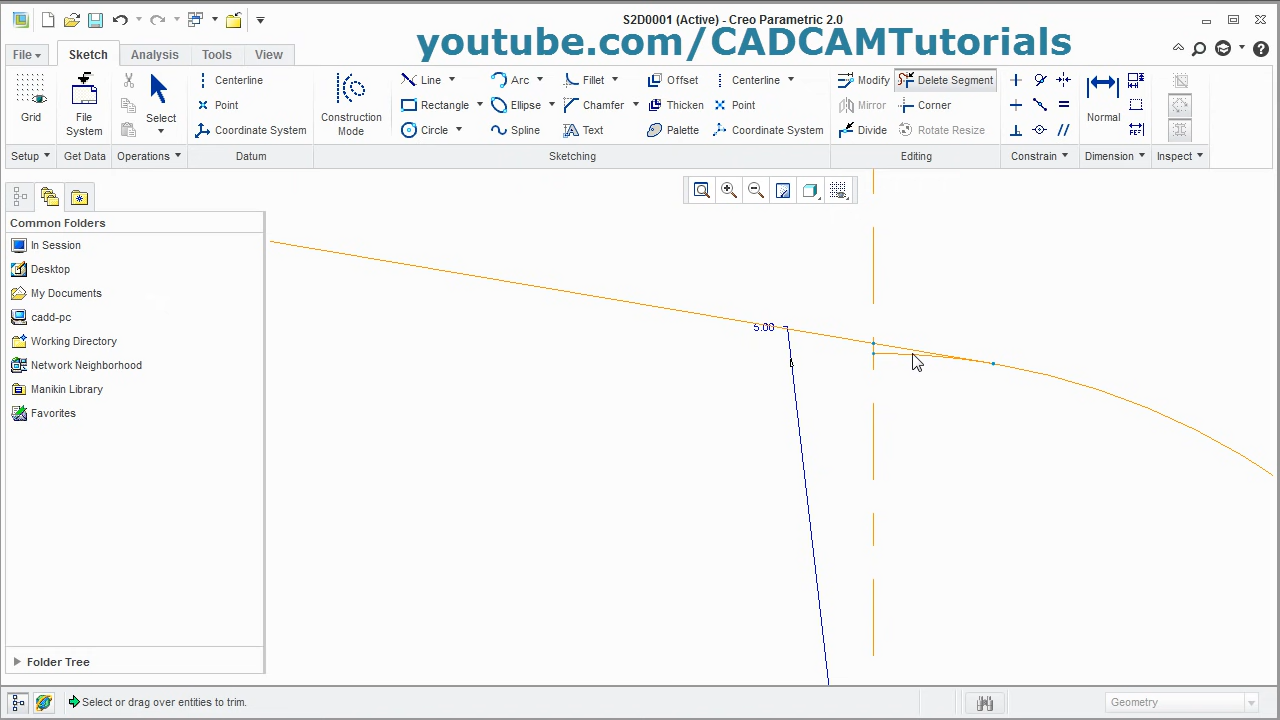 S2D0001 (Active) - Creo Parametric 2.0
youtube.com/CADCAMTutorials
File
Sketch
Analysis
Tools
View
Grid
File System
Select
Centerline
Point
Coordinate System
Construction Mode
Line
Arc
Fillet
Offset
Centerline
Rectangle
Ellipse
Chamfer
Thicken
Point
Circle
Spline
Text
Palette
Coordinate System
Modify
Delete Segment
Mirror
Corner
Divide
Rotate Resize
Normal
Setup
Get Data
Operations
Datum
Sketching
Editing
Constrain
Dimension
Inspect
Common Folders
In Session
Desktop
My Documents
cadd-pc
Working Directory
Network Neighborhood
Manikin Library
Favorites
Folder Tree
5.00
Select or drag over entities to trim.
Geometry